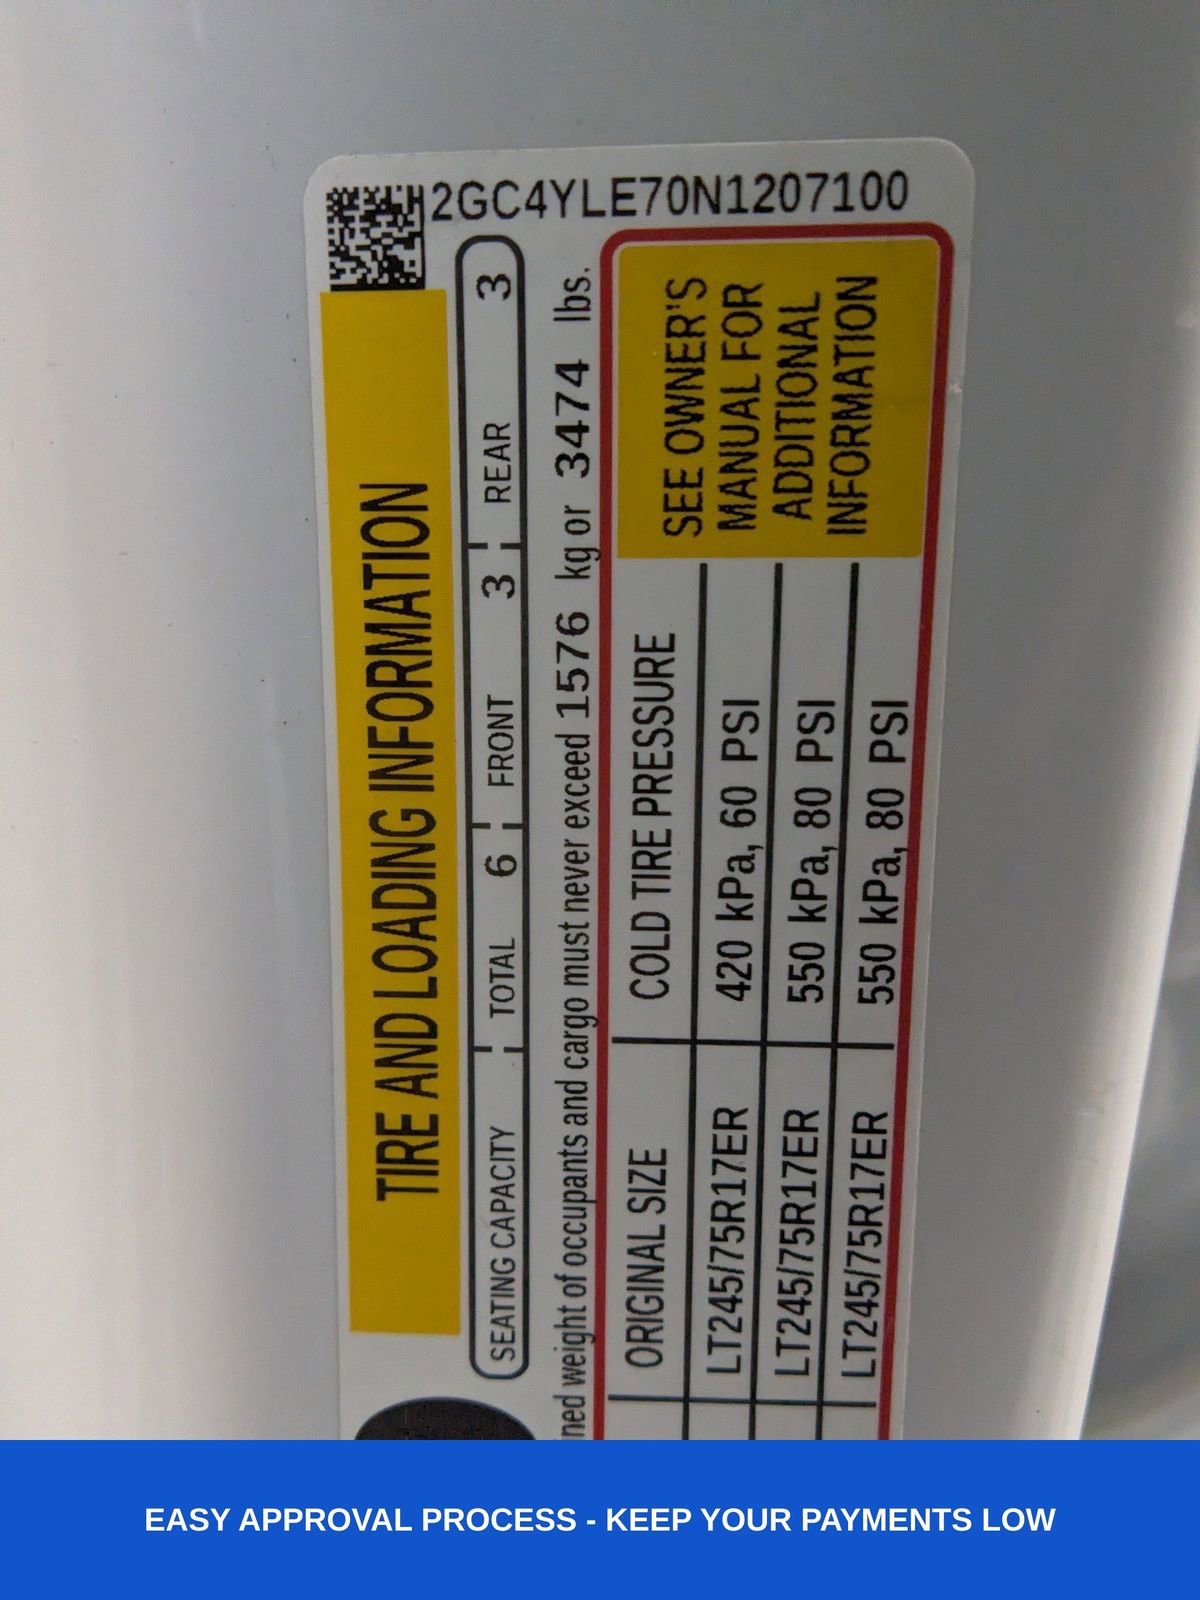 2GC4YLE70N1207100
TIRE AND LOADING INFORMATION
SEATING CAPACITY TOTAL 6 FRONT 3 REAR 3
weight of occupants and cargo must never exceed 1576 kg or 3474 lbs.
ORIGINAL SIZE COLD TIRE PRESSURE
LT245/75R17ER 420 kPa, 60 PSI
LT245/75R17ER 550 kPa, 80 PSI
LT245/75R17ER 550 kPa, 80 PSI
SEE OWNER'S
MANUAL FOR
ADDITIONAL
INFORMATION
EASY APPROVAL PROCESS - KEEP YOUR PAYMENTS LOW